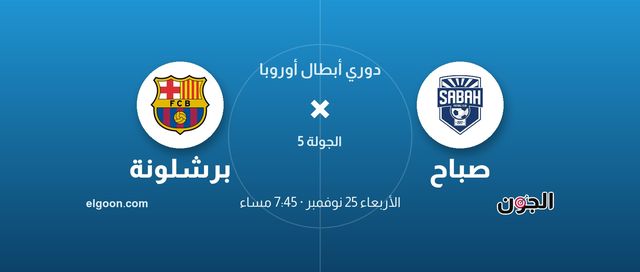 دوري أبطال أوروبا
SABAH
FCB
الجولة 5
صباح
برشلونة
الأربعاء 25 نوفمبر · 7:45 مساء
الجون
elgoon.com